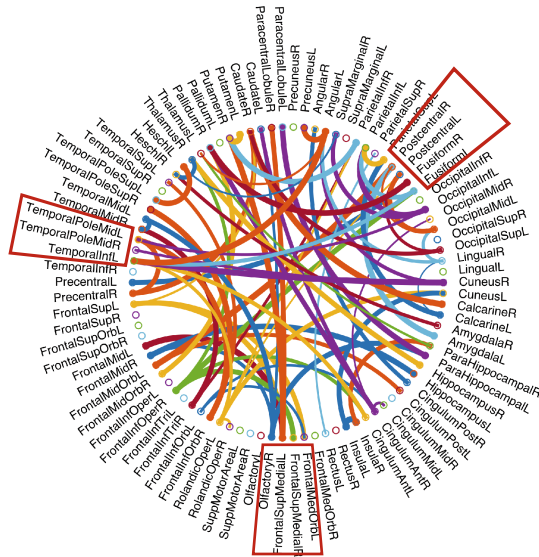 ParacentralLobuleR
ParacentralLobuleL
PrecuneusR
PrecuneusL
AngularR
AngularL
SupraMarginalR
SupraMarginalL
ParietalInfR
ParietalInfL
ParietalSupR
ParietalSupL
PostcentralR
PostcentralL
FusiformR
FusiformL
OccipitalInfR
OccipitalInfL
OccipitalMidR
OccipitalMidL
OccipitalSupR
OccipitalSupL
LingualR
LingualL
CuneusR
CuneusL
CalcarineR
CalcarineL
AmygdalaR
AmygdalaL
ParaHippocampalR
ParaHippocampalL
HippocampusR
HippocampusL
CingulumPostR
CingulumPostL
CingulumMidR
CingulumMidL
CingulumAntR
CingulumAntL
InsulaR
InsulaL
RectusR
RectusL
FrontalMedOrbR
FrontalMedOrbL
FrontalSupMedialR
FrontalSupMedialL
OlfactoryR
OlfactoryL
SuppMotorAreaR
SuppMotorAreaL
RolandicOperR
RolandicOperL
FrontalInfOrbR
FrontalInfOrbL
FrontalInfTriR
FrontalInfTriL
FrontalInfOperR
FrontalInfOperL
FrontalMidOrbR
FrontalMidOrbL
FrontalMidR
FrontalMidL
FrontalSupOrbR
FrontalSupOrbL
FrontalSupR
FrontalSupL
PrecentralR
PrecentralL
TemporalInfR
TemporalInfL
TemporalPoleMidR
TemporalPoleMidL
TemporalMidR
TemporalMidL
TemporalPoleSupR
TemporalPoleSupL
TemporalSupR
TemporalSupL
HeschlR
HeschlL
ThalamusR
ThalamusL
PallidumR
PallidumL
PutamenR
PutamenL
CaudateR
CaudateL